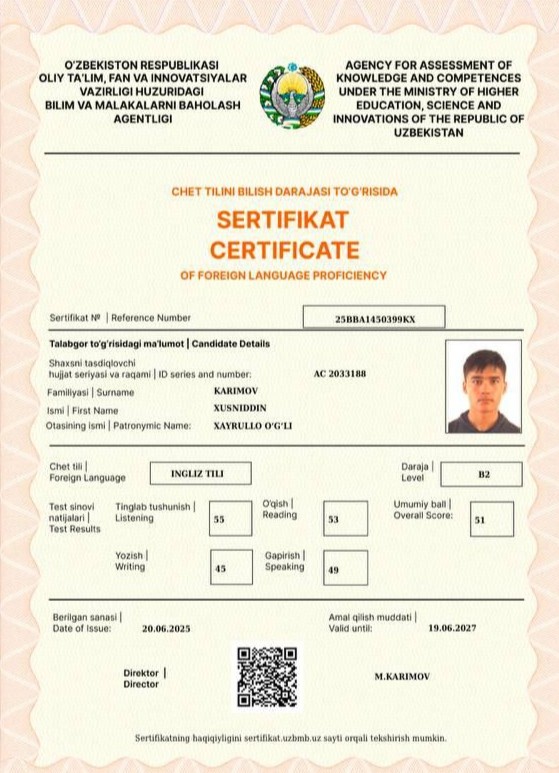 O'ZBEKISTON RESPUBLIKASI
OLIY TA'LIM, FAN VA INNOVATSIYALAR
VAZIRLIGI HUZURIDAGI
BILIM VA MALAKALARNI BAHOLASH
AGENTLIGI
AGENCY FOR ASSESSMENT OF
KNOWLEDGE AND COMPETENCES
UNDER THE MINISTRY OF HIGHER
EDUCATION, SCIENCE AND
INNOVATIONS OF THE REPUBLIC OF
UZBEKISTAN
CHET TILINI BILISH DARAJASI TO'G'RISIDA
SERTIFIKAT
CERTIFICATE
OF FOREIGN LANGUAGE PROFICIENCY
Sertifikat № | Reference Number 25BBA1450399KX
Talabgor to'g'risidagi ma'lumot | Candidate Details
Shaxsni tasdiqlovchi
hujjat seriyasi va raqami | ID series and number: AC 2033188
Familiyasi | Surname KARIMOV
Ismi | First Name XUSNIDDIN
Otasining ismi | Patronymic Name: XAYRULLO O'G'LI
Chet tili |
Foreign Language INGLIZ TILI
Daraja |
Level B2
Test sinovi
natijalari |
Test Results
Tinglab tushunish |
Listening 55
O'qish |
Reading 53
Umumiy ball |
Overall Score: 51
Yozish |
Writing 45
Gapirish |
Speaking 49
Berilgan sanasi |
Date of Issue: 20.06.2025
Amal qilish muddati |
Valid until: 19.06.2027
Direktor |
Director
M.KARIMOV
Sertifikatning haqiqiyligini sertifikat.uzbmb.uz sayti orqali tekshirish mumkin.